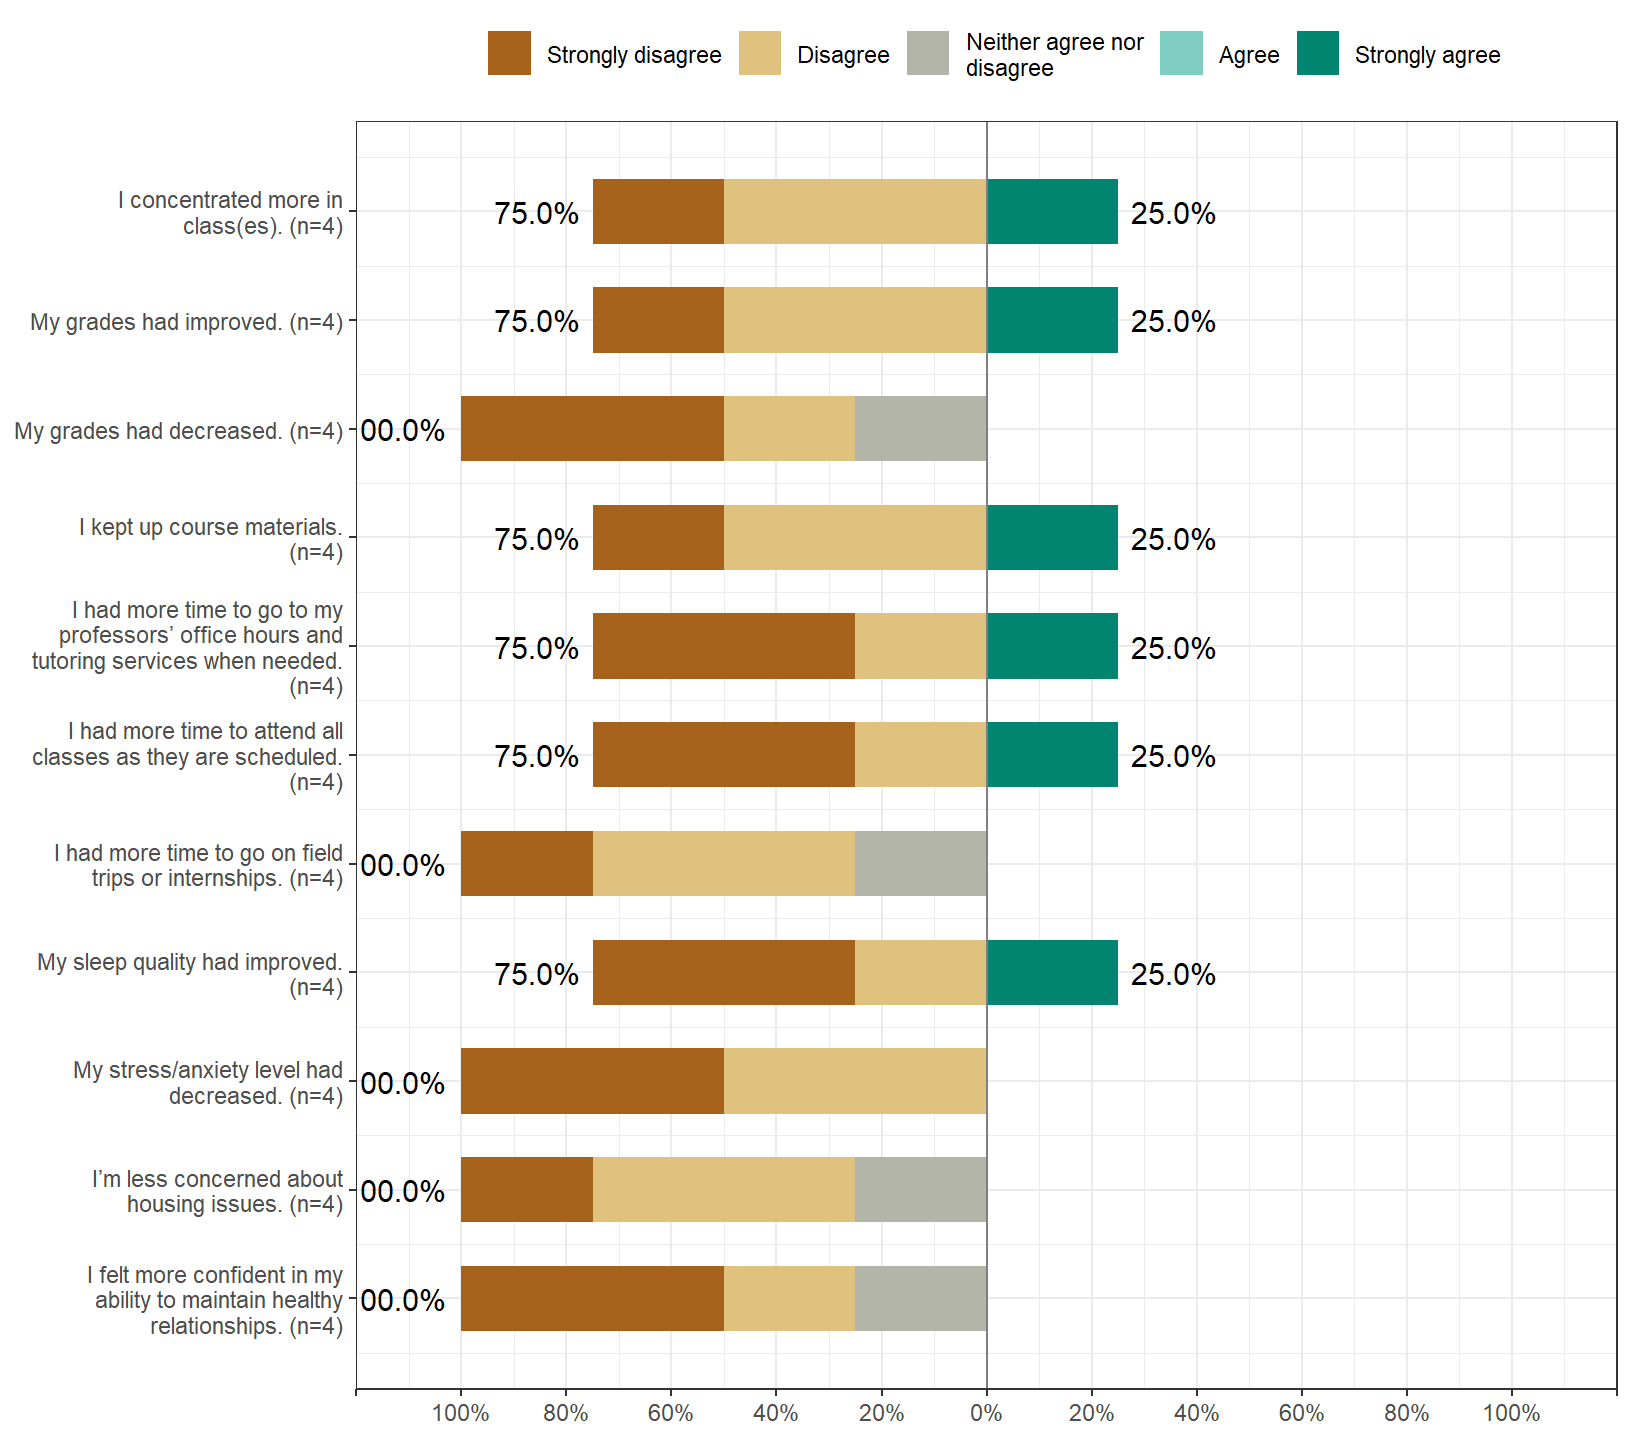 Strongly disagree
Disagree
Neither agree nor
disagree
Agree
Strongly agree
I concentrated more in
class(es). (n=4)
75.0%
25.0%
My grades had improved. (n=4)
75.0%
25.0%
My grades had decreased. (n=4)
00.0%
I kept up course materials.
(n=4)
75.0%
25.0%
I had more time to go to my
professors’ office hours and
tutoring services when needed.
(n=4)
75.0%
25.0%
I had more time to attend all
classes as they are scheduled.
(n=4)
75.0%
25.0%
I had more time to go on field
trips or internships. (n=4)
00.0%
My sleep quality had improved.
(n=4)
75.0%
25.0%
My stress/anxiety level had
decreased. (n=4)
00.0%
I’m less concerned about
housing issues. (n=4)
00.0%
I felt more confident in my
ability to maintain healthy
relationships. (n=4)
00.0%
100% 80% 60% 40% 20% 0% 20% 40% 60% 80% 100%